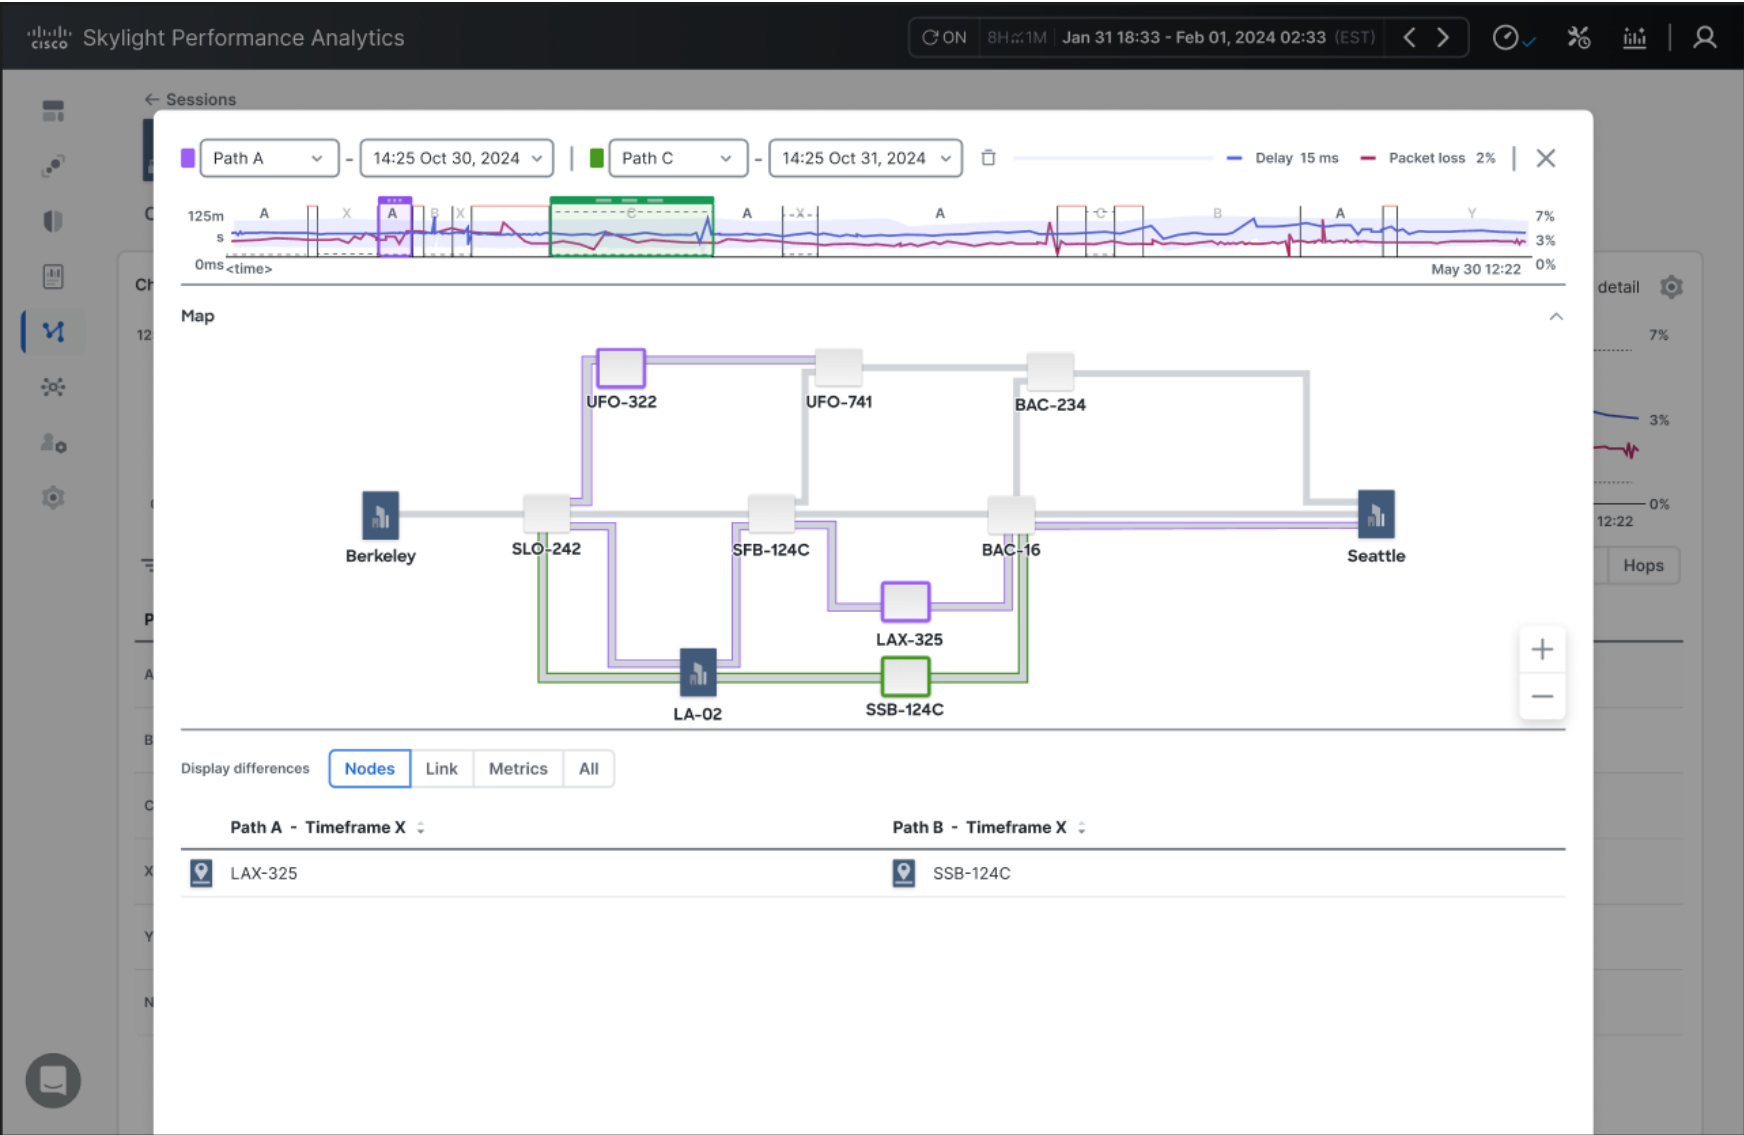 CISCO Skylight Performance Analytics
ON 8H 1M Jan 31 18:33 - Feb 01, 2024 02:33 (EST)
← Sessions
Path A - 14:25 Oct 30, 2024 | Path C - 14:25 Oct 31, 2024
Delay 15 ms Packet loss 2%
125m
s
0ms
<time>
A X A B X C A X A C B A Y
7%
3%
0%
May 30 12:22
Ch
detail
12
7%
3%
0%
12:22
Hops
Map
UFO-322 UFO-741 BAC-234
Berkeley SLO-242 SFB-124C BAC-16 Seattle
LAX-325
LA-02 SSB-124C
+
−
Display differences Nodes Link Metrics All
Path A - Timeframe X Path B - Timeframe X
LAX-325 SSB-124C
P
A
B
C
X
Y
N